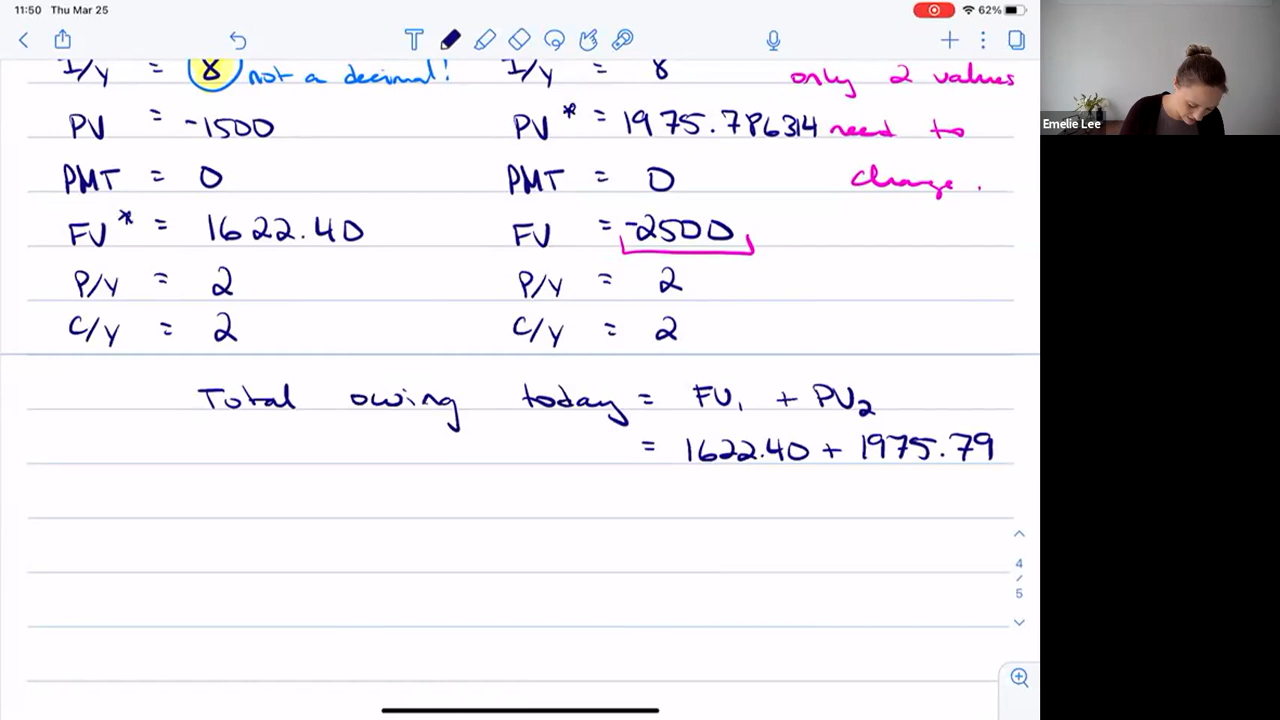 11:50 Thu Mar 25
62%
I/Y = 8 not a decimal! I/Y = 8 only 2 values
PV = -1500 PV* = 1975.786314 need to
Emelie Lee
PMT = 0 PMT = 0 change.
FV* = 1622.40 FV = -2500
P/Y = 2 P/Y = 2
C/Y = 2 C/Y = 2
Total owing today = FV1 + PV2
= 1622.40 + 1975.79
4
/
5